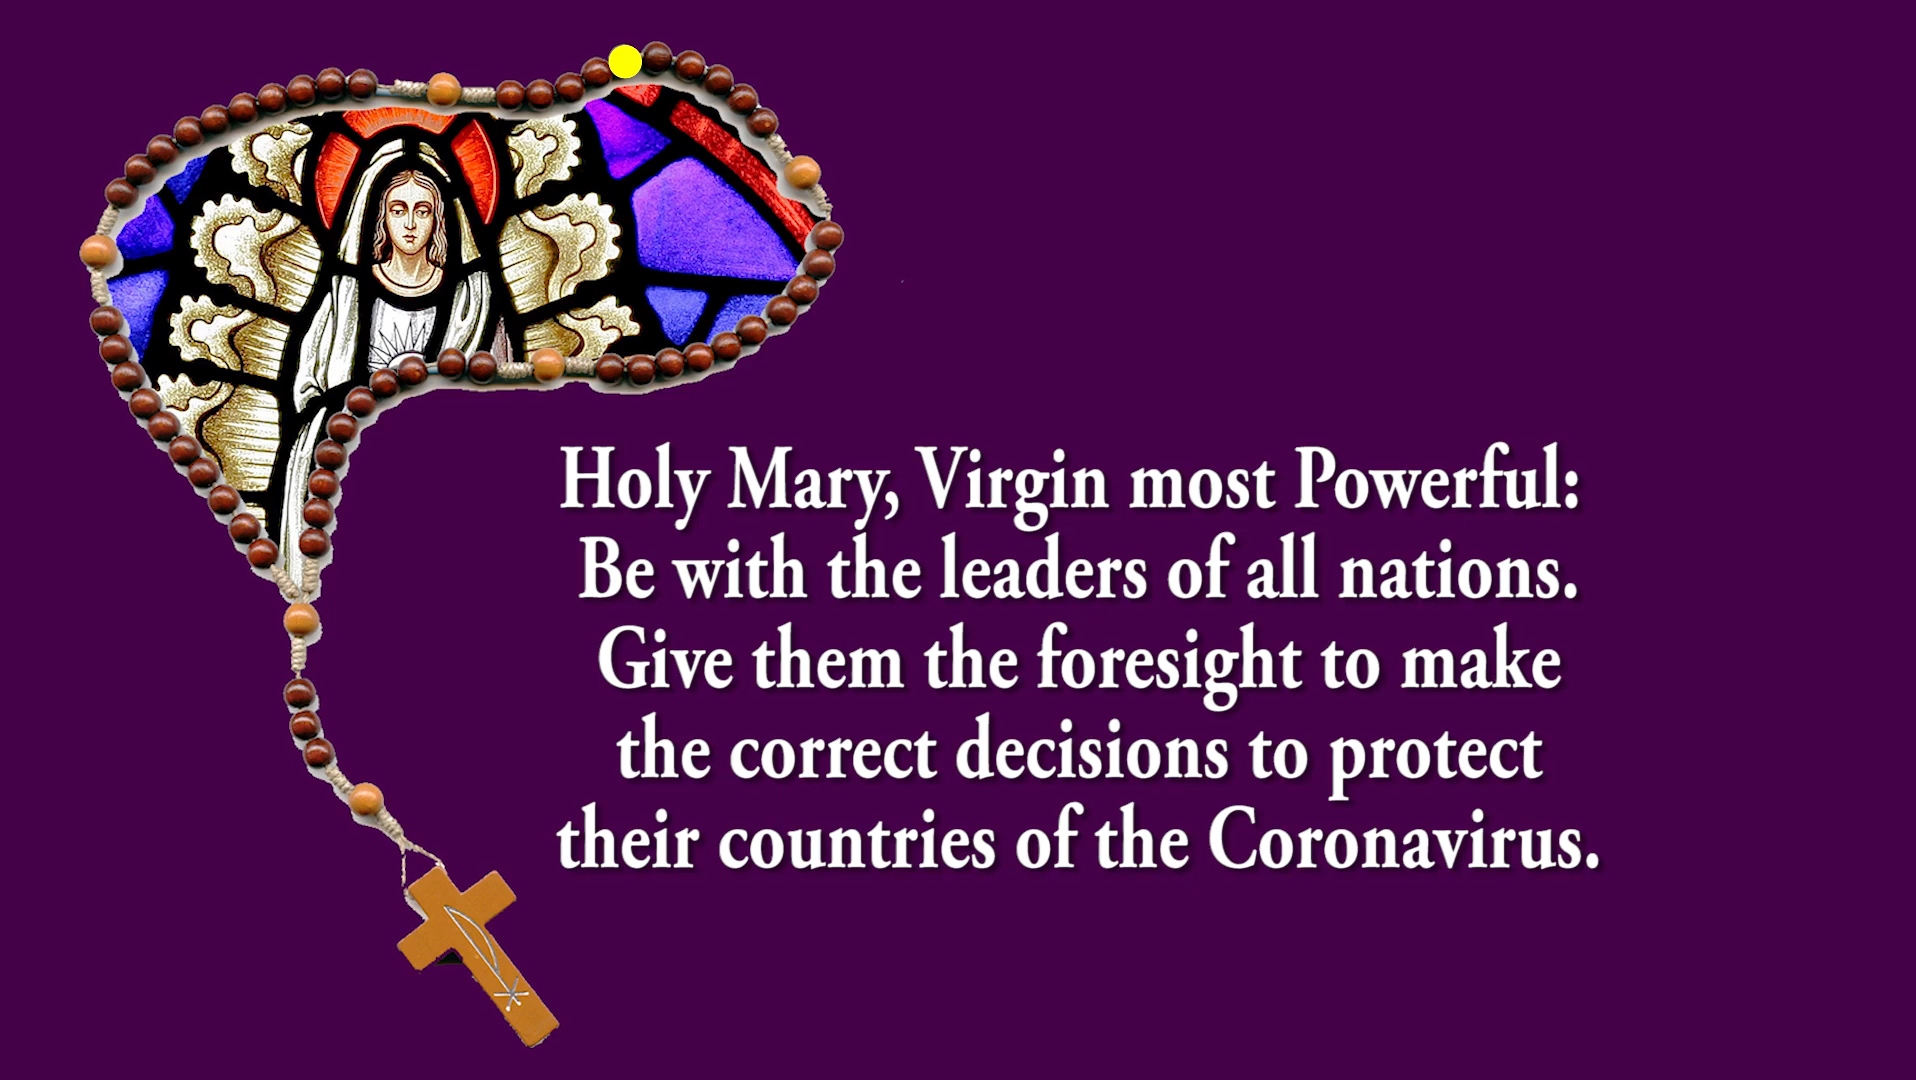 Holy Mary, Virgin most Powerful:
Be with the leaders of all nations.
Give them the foresight to make
the correct decisions to protect
their countries of the Coronavirus.